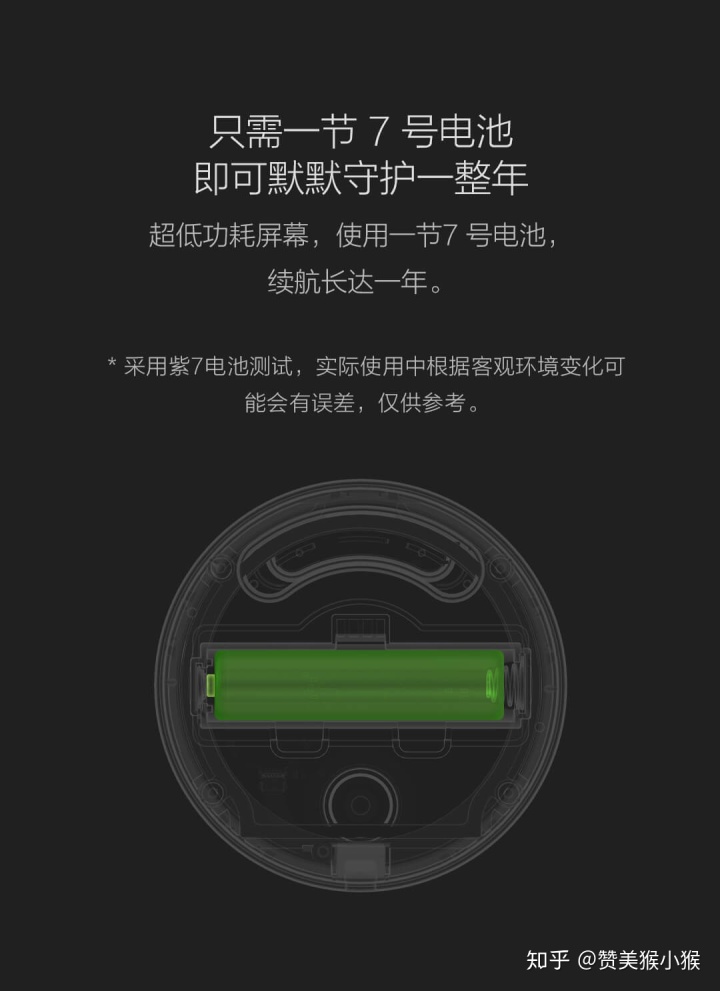 只需一节 7 号电池
即可默默守护一整年
超低功耗屏幕，使用一节7 号电池，
续航长达一年。
* 采用紫7电池测试，实际使用中根据客观环境变化可
能会有误差，仅供参考。
知乎 @赞美猴小猴